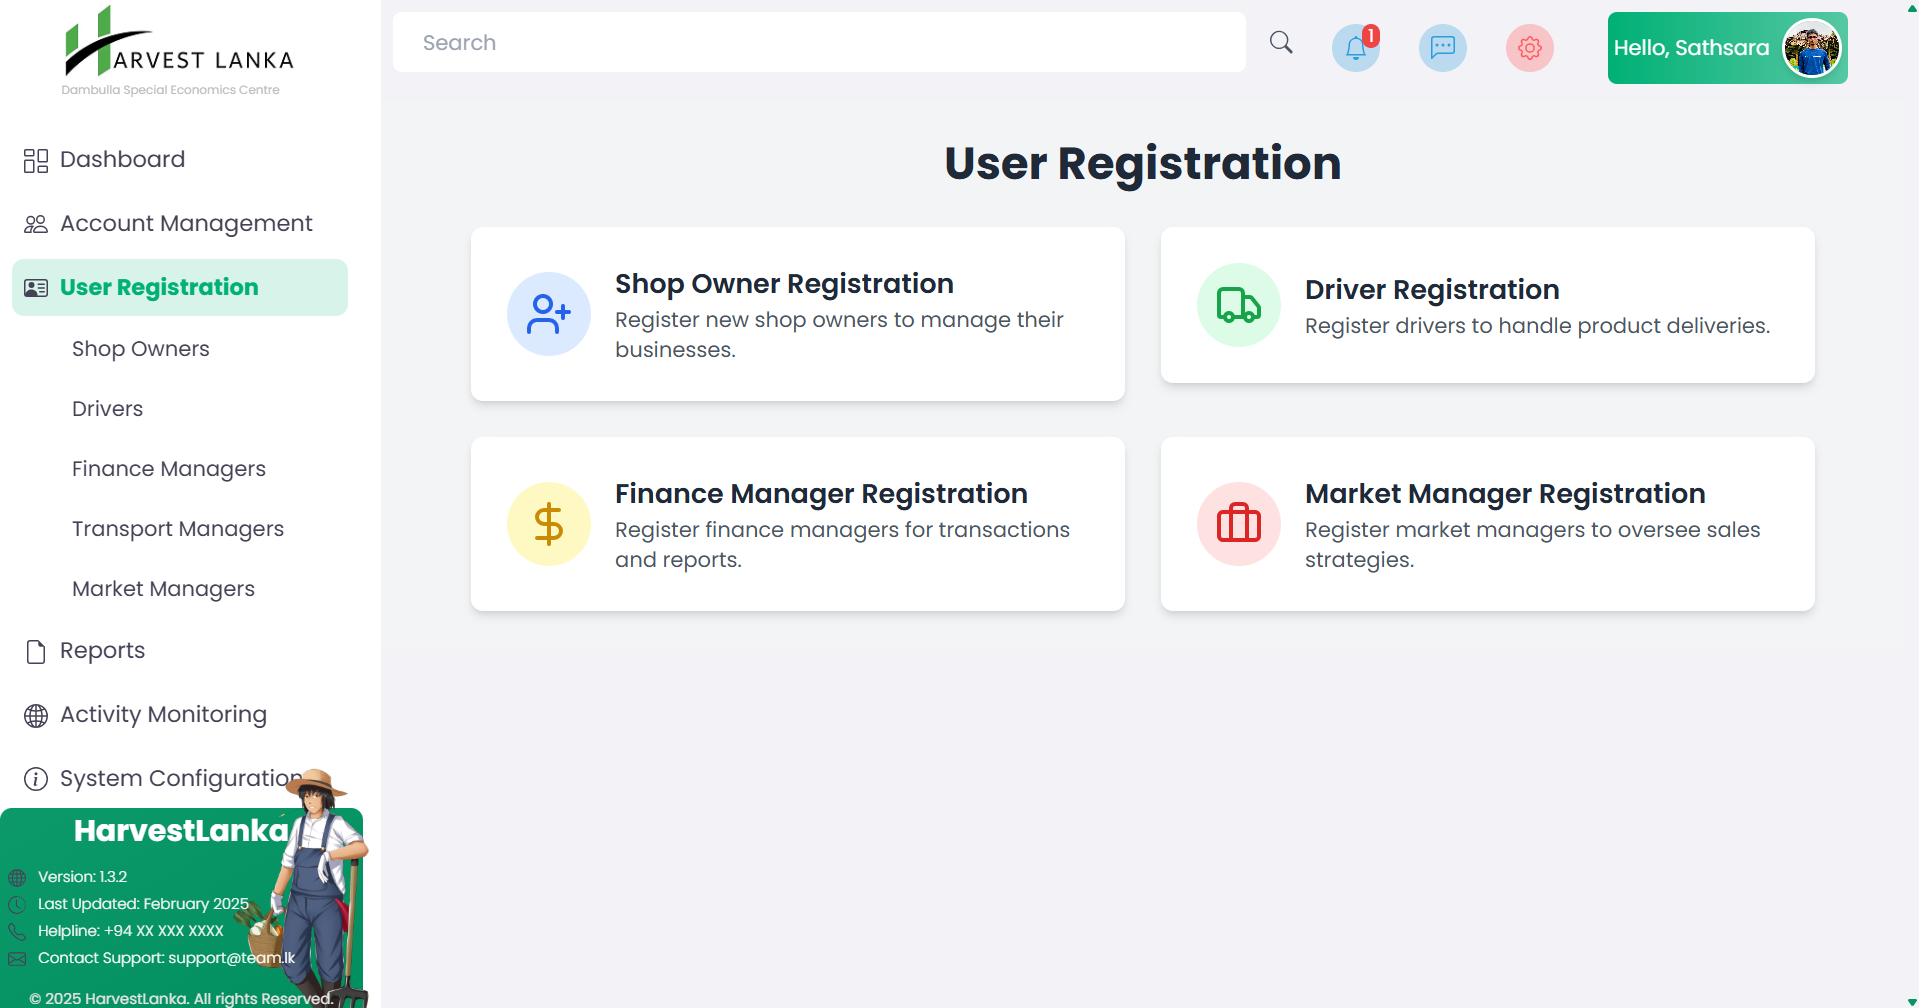 ARVEST LANKA
Dambulla Special Economics Centre
Search
1
Hello, Sathsara
Dashboard
Account Management
User Registration
Shop Owners
Drivers
Finance Managers
Transport Managers
Market Managers
Reports
Activity Monitoring
System Configuration
HarvestLanka
Version: 1.3.2
Last Updated: February 2025
Helpline: +94 XX XXX XXXX
Contact Support: support@team.lk
© 2025 HarvestLanka. All rights Reserved.
User Registration
Shop Owner Registration
Register new shop owners to manage their
businesses.
Driver Registration
Register drivers to handle product deliveries.
Finance Manager Registration
Register finance managers for transactions
and reports.
Market Manager Registration
Register market managers to oversee sales
strategies.